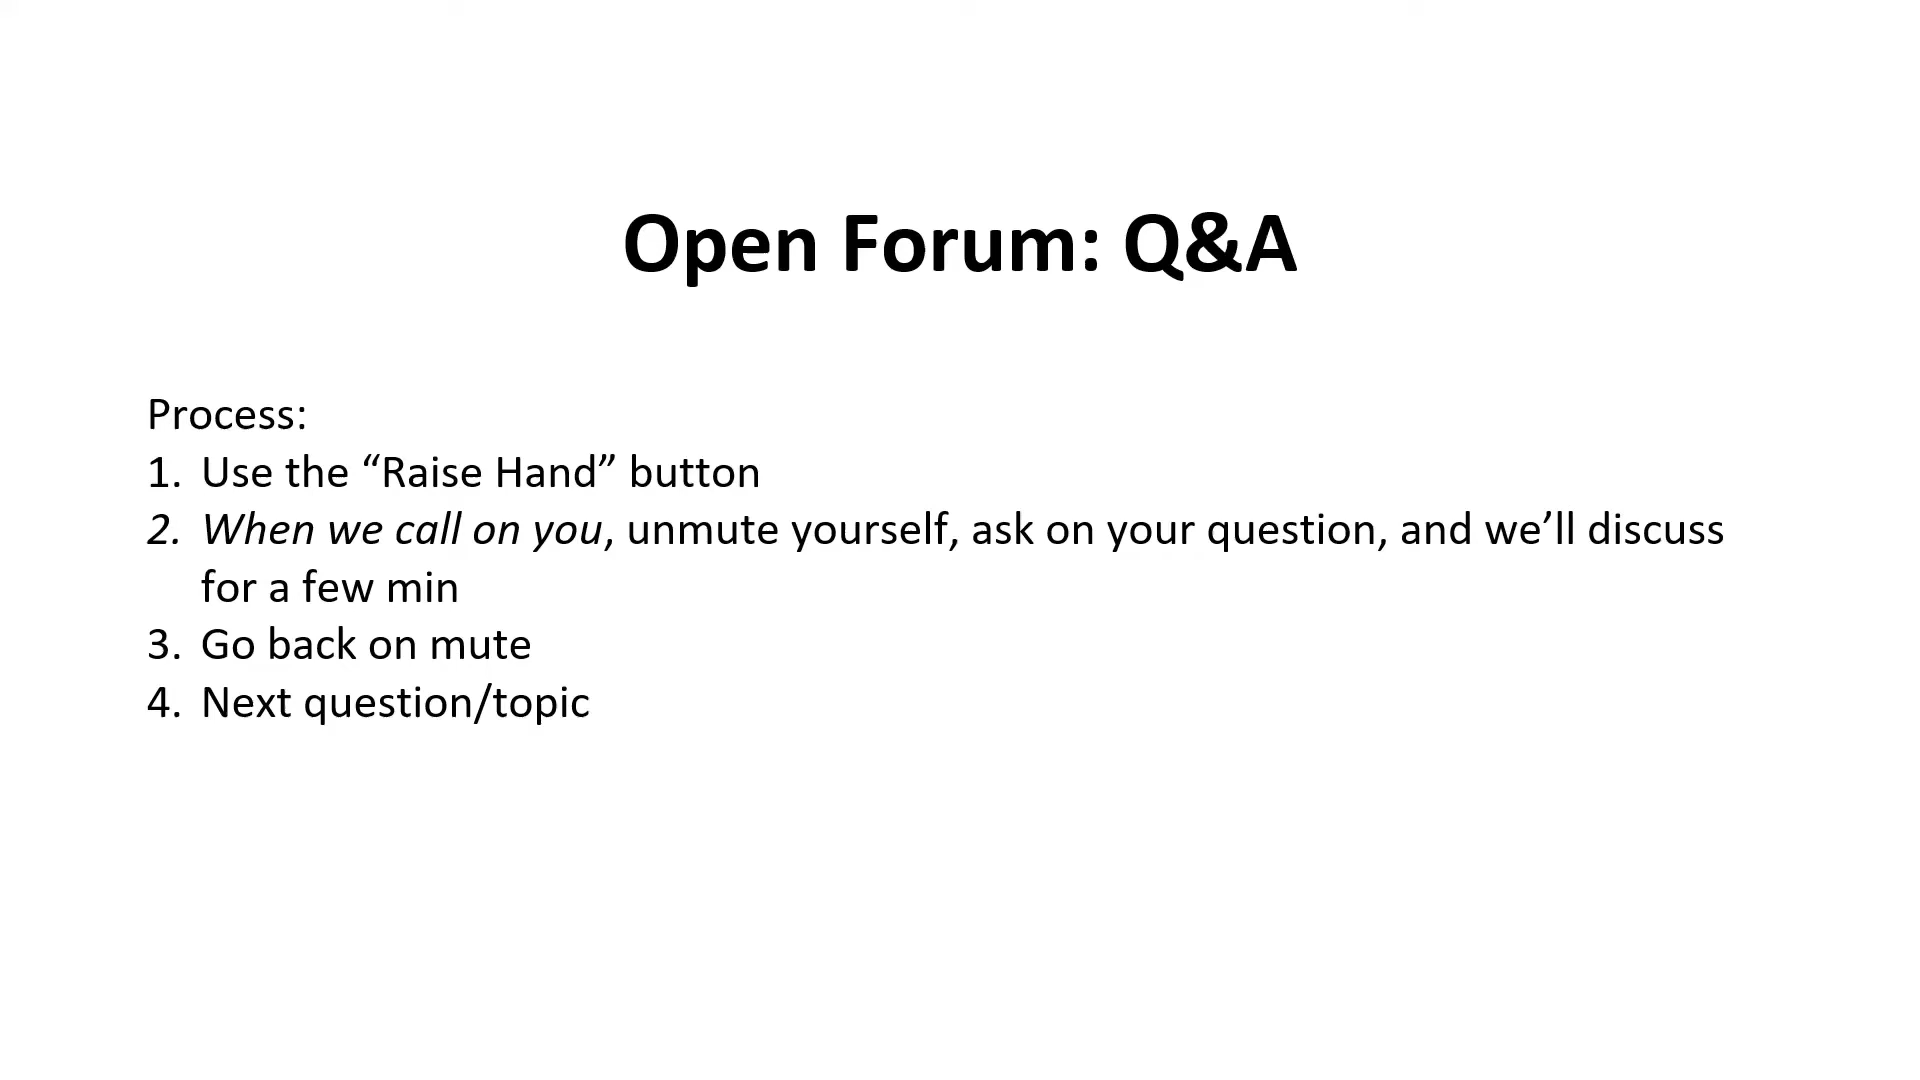 Open Forum: Q&A
Process:
1. Use the “Raise Hand” button
2. When we call on you, unmute yourself, ask on your question, and we’ll discuss
for a few min
3. Go back on mute
4. Next question/topic